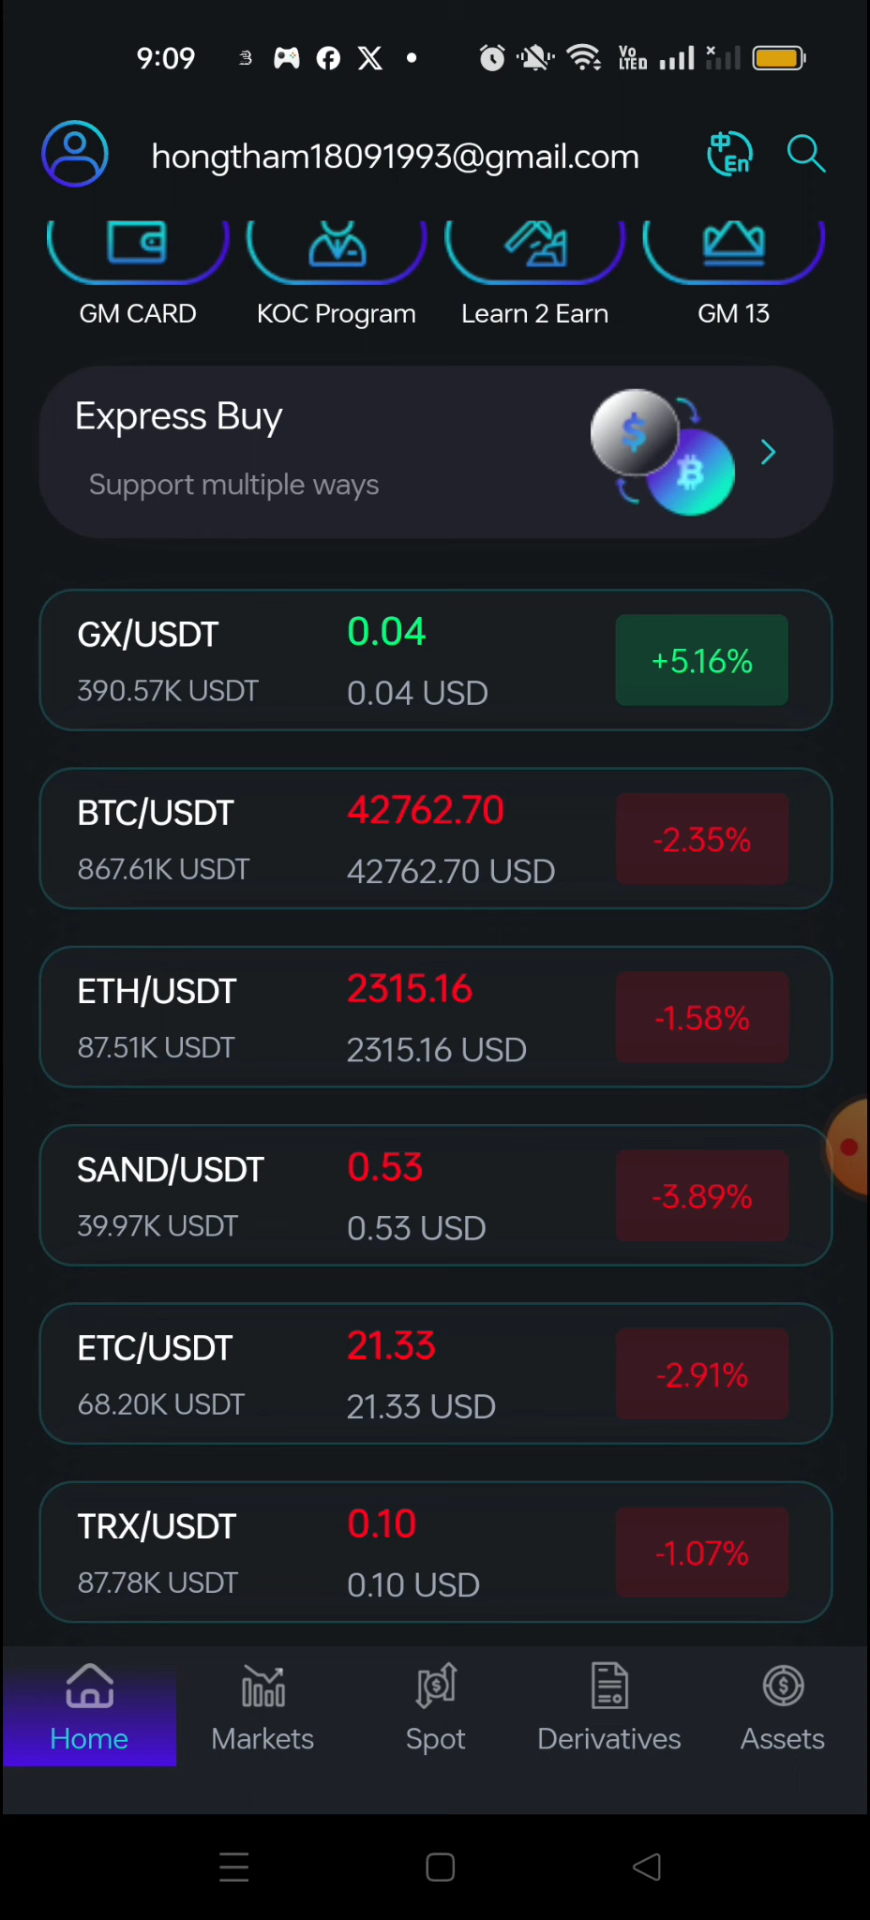 9:09
hongtham18091993@gmail.com
GM CARD
KOC Program
Learn 2 Earn
GM 13
Express Buy
Support multiple ways
GX/USDT 0.04 +5.16%
390.57K USDT 0.04 USD
BTC/USDT 42762.70 -2.35%
867.61K USDT 42762.70 USD
ETH/USDT 2315.16 -1.58%
87.51K USDT 2315.16 USD
SAND/USDT 0.53 -3.89%
39.97K USDT 0.53 USD
ETC/USDT 21.33 -2.91%
68.20K USDT 21.33 USD
TRX/USDT 0.10 -1.07%
87.78K USDT 0.10 USD
Home Markets Spot Derivatives Assets